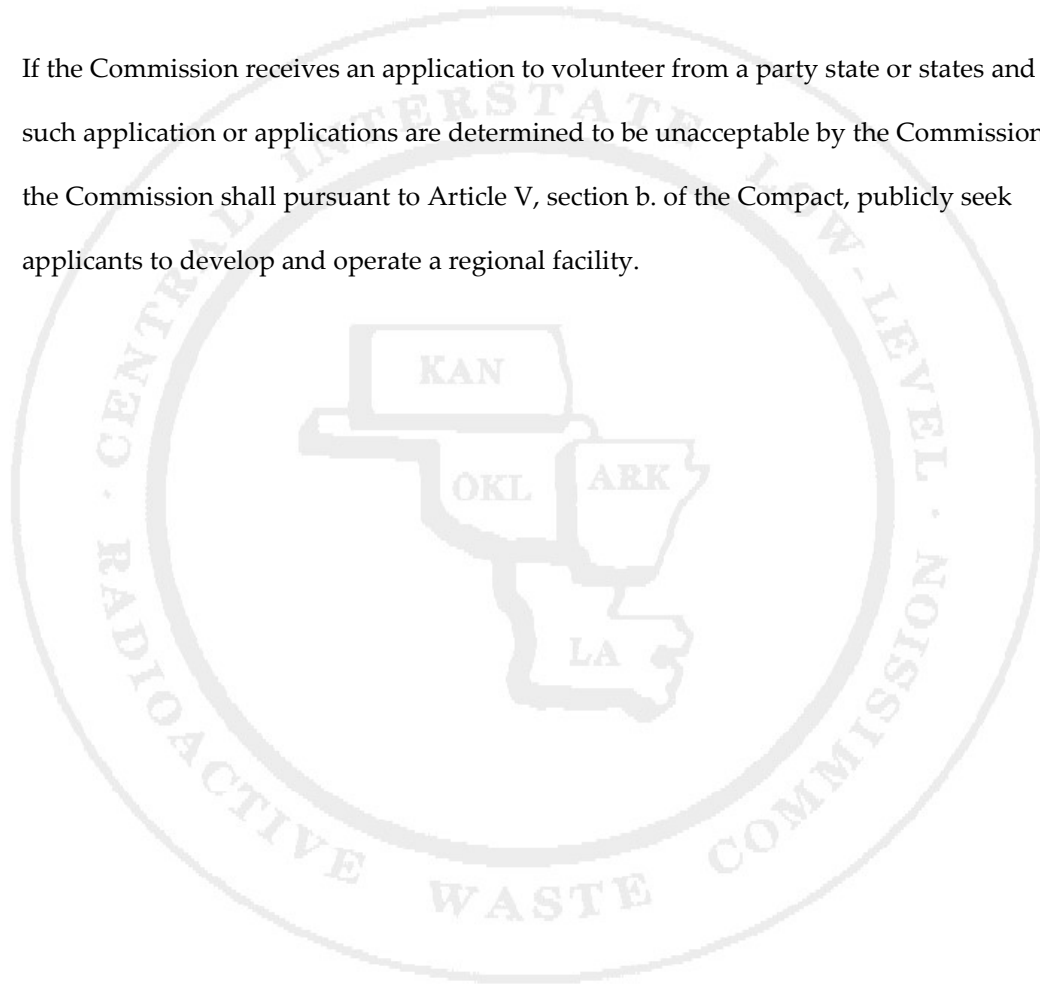 If the Commission receives an application to volunteer from a party state or states and
such application or applications are determined to be unacceptable by the Commission
the Commission shall pursuant to Article V, section b. of the Compact, publicly seek
applicants to develop and operate a regional facility.
CENTRAL INTERSTATE LOW-LEVEL
RADIOACTIVE WASTE COMMISSION
KAN
OKL
ARK
LA